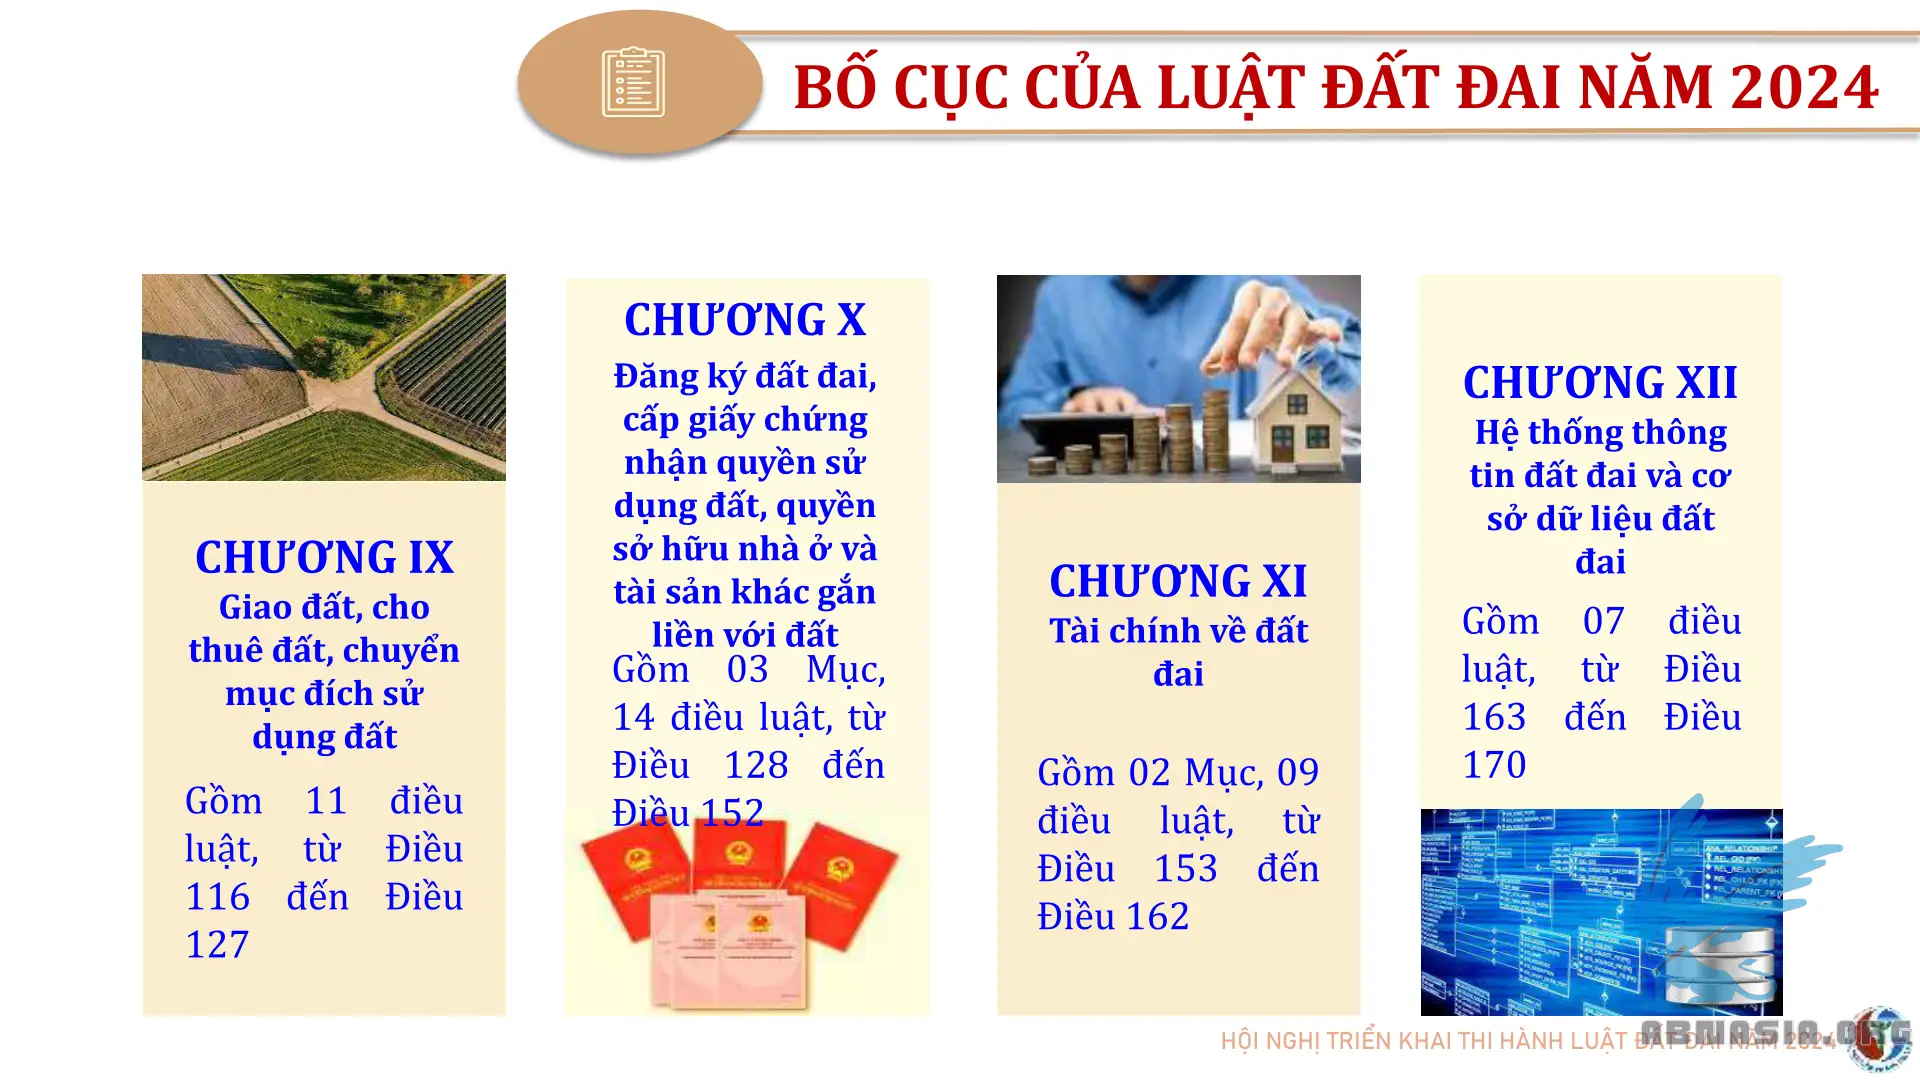 BỐ CỤC CỦA LUẬT ĐẤT ĐAI NĂM 2024
CHƯƠNG IX
Giao đất, cho
thuê đất, chuyển
mục đích sử
dụng đất
Gồm 11 điều
luật, từ Điều
116 đến Điều
127
CHƯƠNG X
Đăng ký đất đai,
cấp giấy chứng
nhận quyền sử
dụng đất, quyền
sở hữu nhà ở và
tài sản khác gắn
liền với đất
Gồm 03 Mục,
14 điều luật, từ
Điều 128 đến
Điều 152
CHƯƠNG XI
Tài chính về đất
đai
Gồm 02 Mục, 09
điều luật, từ
Điều 153 đến
Điều 162
CHƯƠNG XII
Hệ thống thông
tin đất đai và cơ
sở dữ liệu đất
đai
Gồm 07 điều
luật, từ Điều
163 đến Điều
170
HỘI NGHỊ TRIỂN KHAI THI HÀNH LUẬT ĐẤT ĐAI NĂM 2024
ABMASIA.ORG